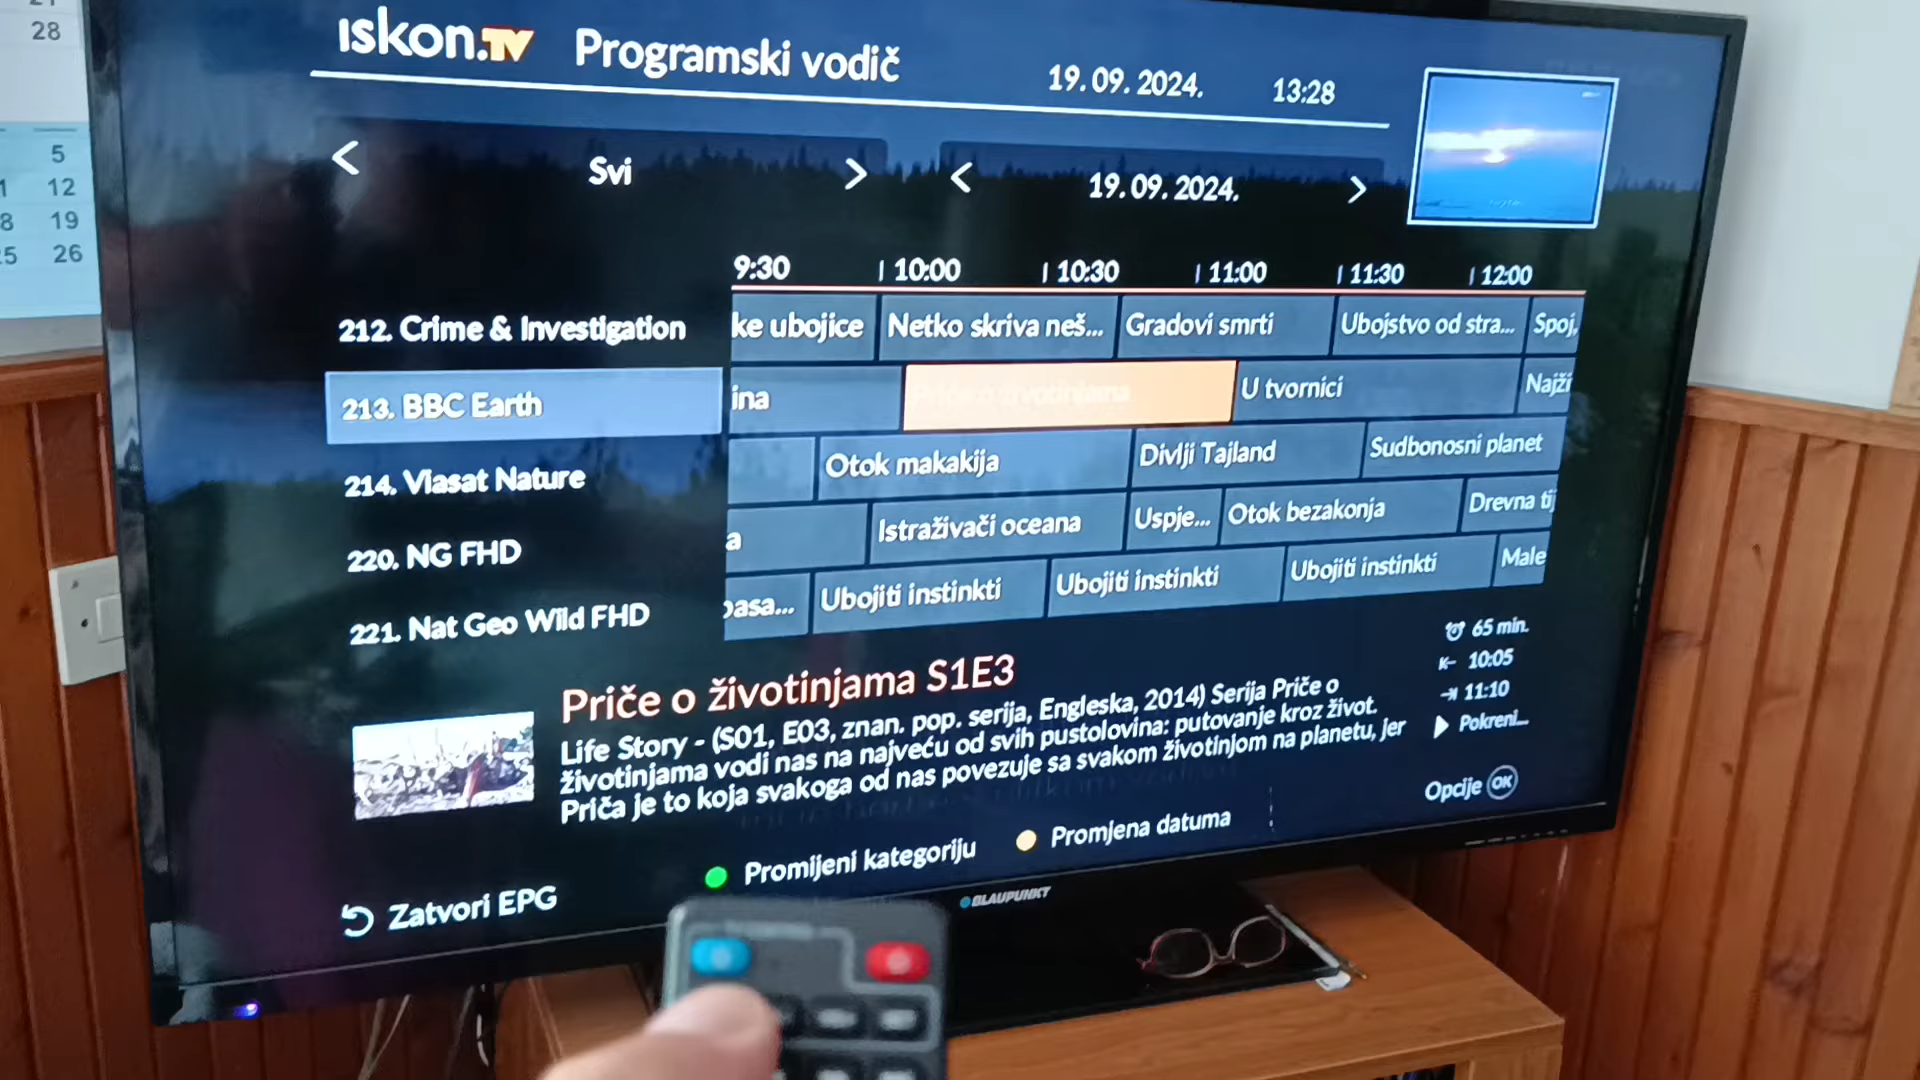 28
5
12
19
26
Iskon.TV Programski vodič 19.09.2024. 13:28
Svi 19.09.2024.
9:30 10:00 10:30 11:00 11:30 12:00
212. Crime & Investigation ke ubojice Netko skriva neš... Gradovi smrti Ubojstvo od stra... Spoj,
213. BBC Earth ina Priče o životinjama U tvornici Najži
214. Viasat Nature Otok makakija Divlji Tajland Sudbonosni planet
220. NG FHD a Istraživači oceana Uspje... Otok bezakonja Drevna tij
221. Nat Geo Wild FHD pasa... Ubojiti instinkti Ubojiti instinkti Ubojiti instinkti Male
Priče o životinjama S1E3
Life Story - (S01, E03, znan. pop. serija, Engleska, 2014) Serija Priče o
životinjama vodi nas na najveću od svih pustolovina: putovanje kroz život.
Priča je to koja svakoga od nas povezuje sa svakom životinjom na planetu, jer
65 min.
10:05
11:10
Pokreni...
Opcije OK
Promijeni kategoriju Promjena datuma
Zatvori EPG
BLAUPUNKT